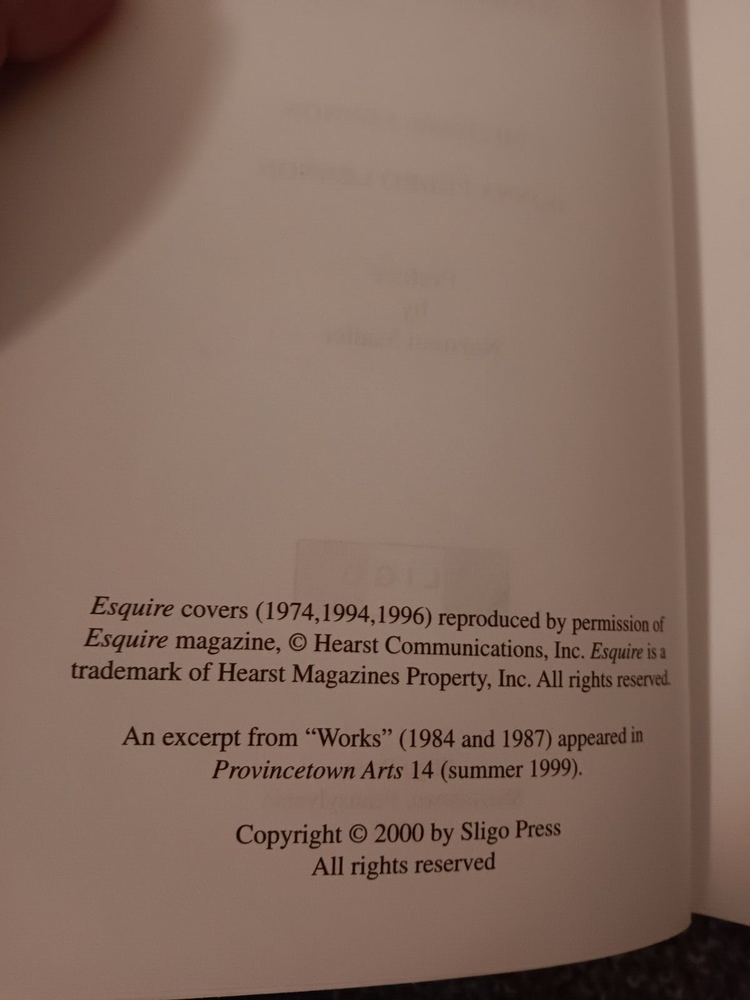 Esquire covers (1974,1994,1996) reproduced by permission of
Esquire magazine, © Hearst Communications, Inc. Esquire is a
trademark of Hearst Magazines Property, Inc. All rights reserved.
An excerpt from “Works” (1984 and 1987) appeared in
Provincetown Arts 14 (summer 1999).
Copyright © 2000 by Sligo Press
All rights reserved